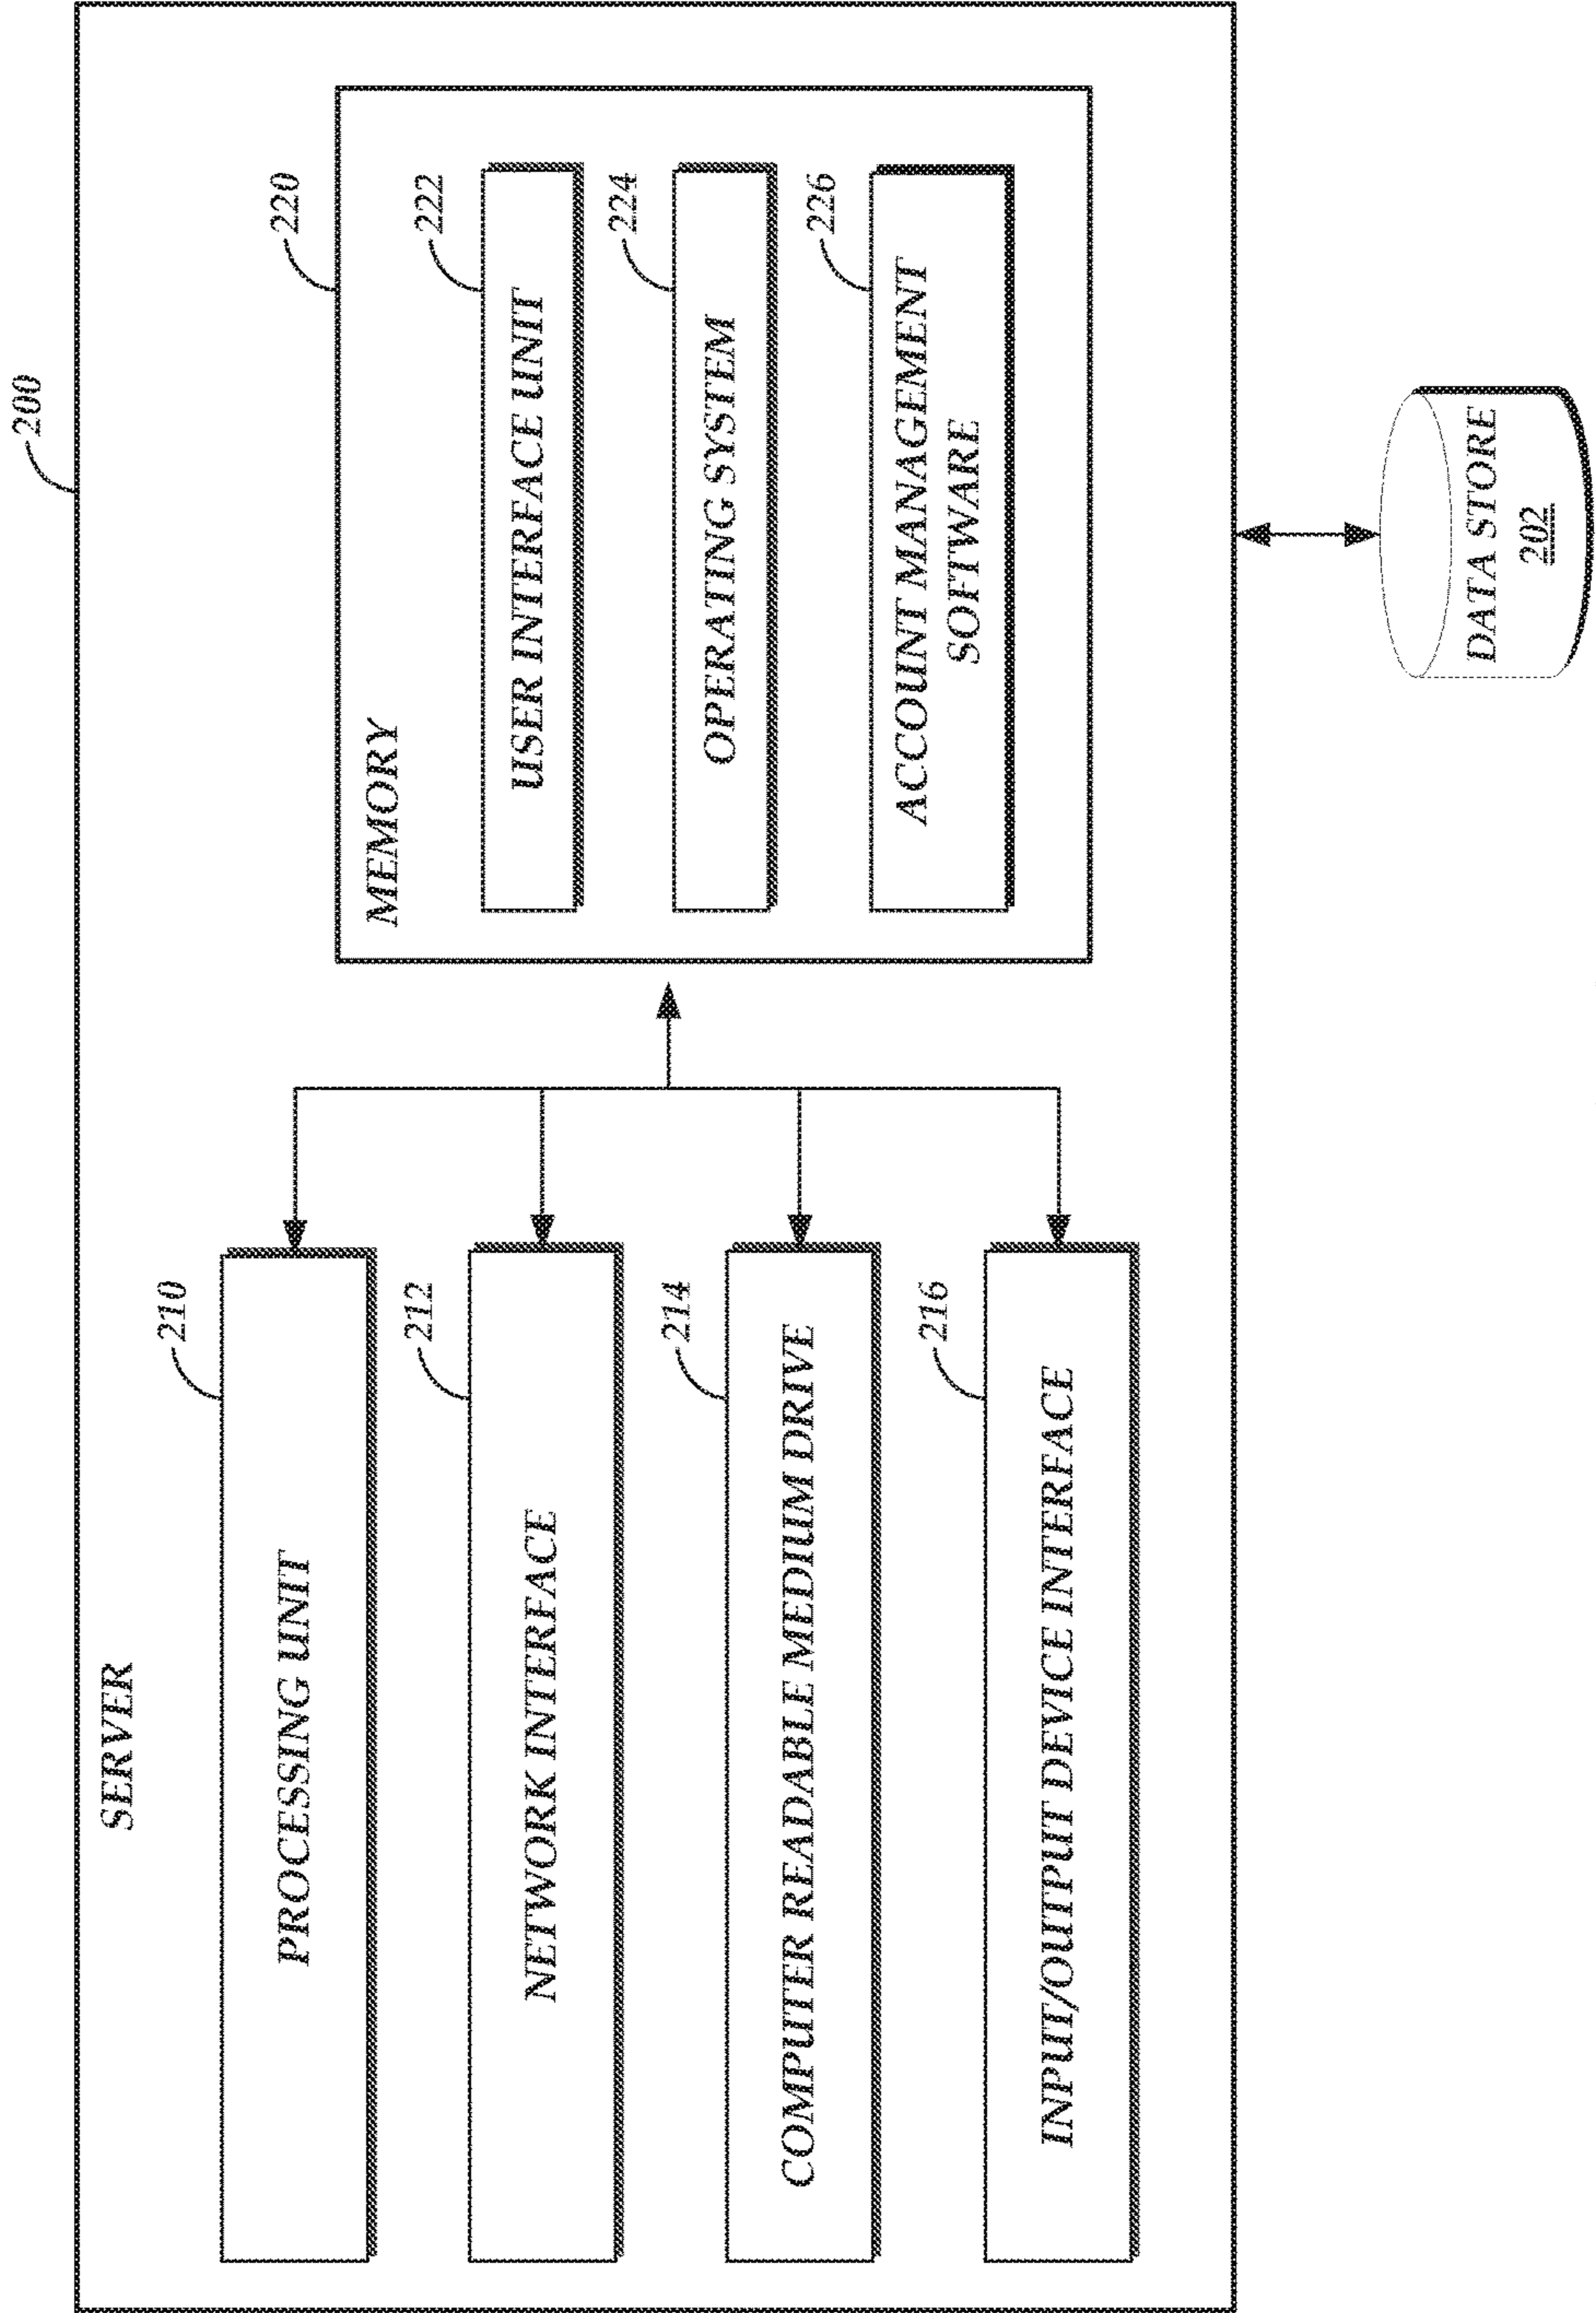 200
SERVER
210
PROCESSING UNIT
212
NETWORK INTERFACE
214
COMPUTER READABLE MEDIUM DRIVE
216
INPUT/OUTPUT DEVICE INTERFACE
220
MEMORY
222
USER INTERFACE UNIT
224
OPERATING SYSTEM
226
ACCOUNT MANAGEMENT
SOFTWARE
DATA STORE
202